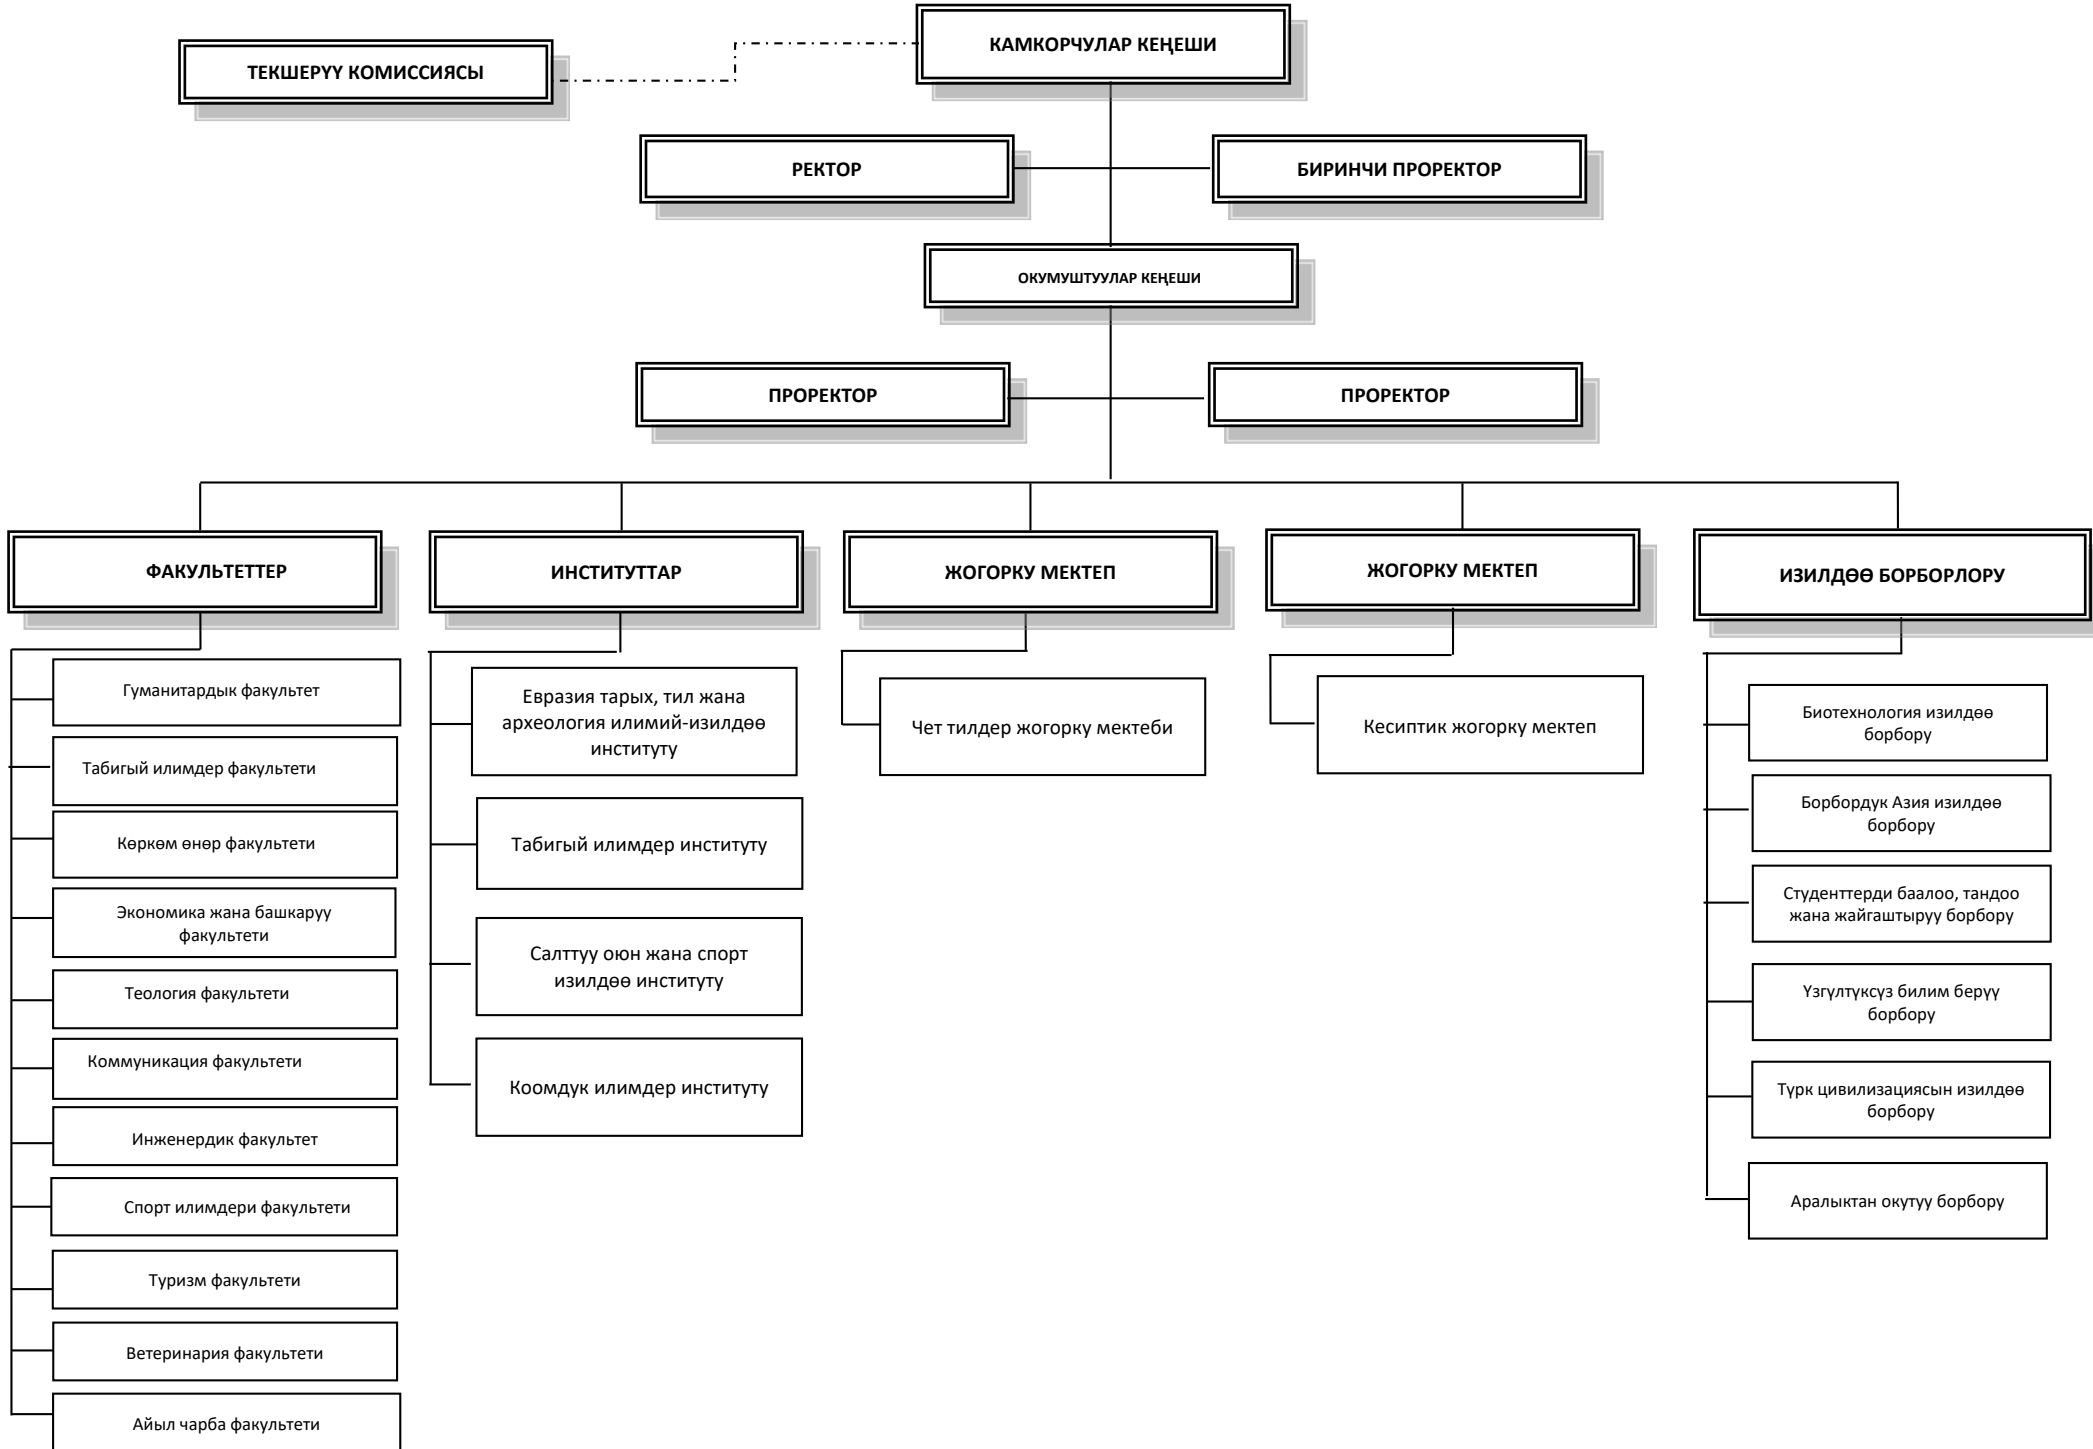 КАМКОРЧУЛАР КЕҢЕШИ
ТЕКШЕРҮҮ КОМИССИЯСЫ
РЕКТОР
БИРИНЧИ ПРОРЕКТОР
ОКУМУШТУУЛАР КЕҢЕШИ
ПРОРЕКТОР
ПРОРЕКТОР
ФАКУЛЬТЕТТЕР
ИНСТИТУТТАР
ЖОГОРКУ МЕКТЕП
ЖОГОРКУ МЕКТЕП
ИЗИЛДӨӨ БОРБОРЛОРУ
Гуманитардык факультет
Табигый илимдер факультети
Көркөм өнөр факультети
Экономика жана башкаруу
факультети
Теология факультети
Коммуникация факультети
Инженердик факультет
Спорт илимдери факультети
Туризм факультети
Ветеринария факультети
Айыл чарба факультети
Евразия тарых, тил жана
археология илимий-изилдөө
институту
Табигый илимдер институту
Салттуу оюн жана спорт
изилдөө институту
Коомдук илимдер институту
Чет тилдер жогорку мектеби
Кесиптик жогорку мектеп
Биотехнология изилдөө
борбору
Борбордук Азия изилдөө
борбору
Студенттерди баалоо, тандоо
жана жайгаштыруу борбору
Үзгүлтүксүз билим берүү
борбору
Түрк цивилизациясын изилдөө
борбору
Аралыктан окутуу борбору